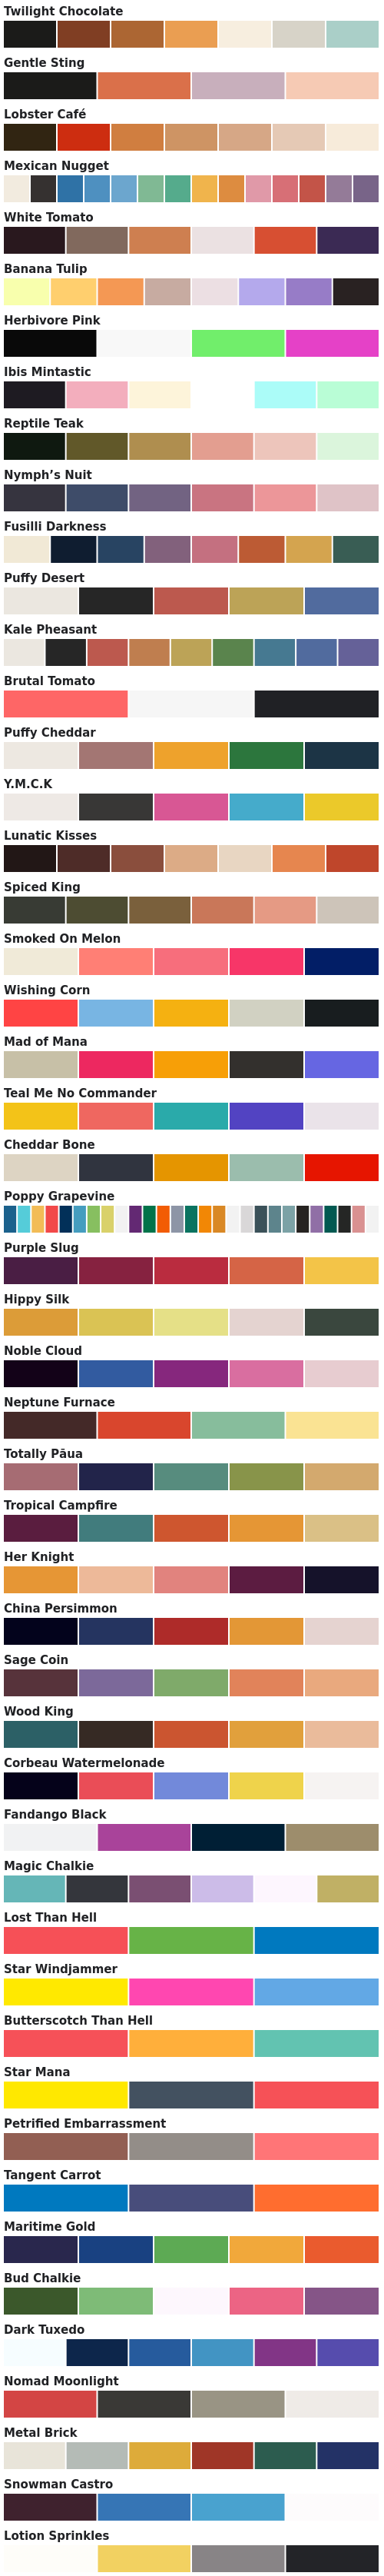 Twilight Chocolate
Gentle Sting
Lobster Café
Mexican Nugget
White Tomato
Banana Tulip
Herbivore Pink
Ibis Mintastic
Reptile Teak
Nymph’s Nuit
Fusilli Darkness
Puffy Desert
Kale Pheasant
Brutal Tomato
Puffy Cheddar
Y.M.C.K
Lunatic Kisses
Spiced King
Smoked On Melon
Wishing Corn
Mad of Mana
Teal Me No Commander
Cheddar Bone
Poppy Grapevine
Purple Slug
Hippy Silk
Noble Cloud
Neptune Furnace
Totally Pāua
Tropical Campfire
Her Knight
China Persimmon
Sage Coin
Wood King
Corbeau Watermelonade
Fandango Black
Magic Chalkie
Lost Than Hell
Star Windjammer
Butterscotch Than Hell
Star Mana
Petrified Embarrassment
Tangent Carrot
Maritime Gold
Bud Chalkie
Dark Tuxedo
Nomad Moonlight
Metal Brick
Snowman Castro
Lotion Sprinkles